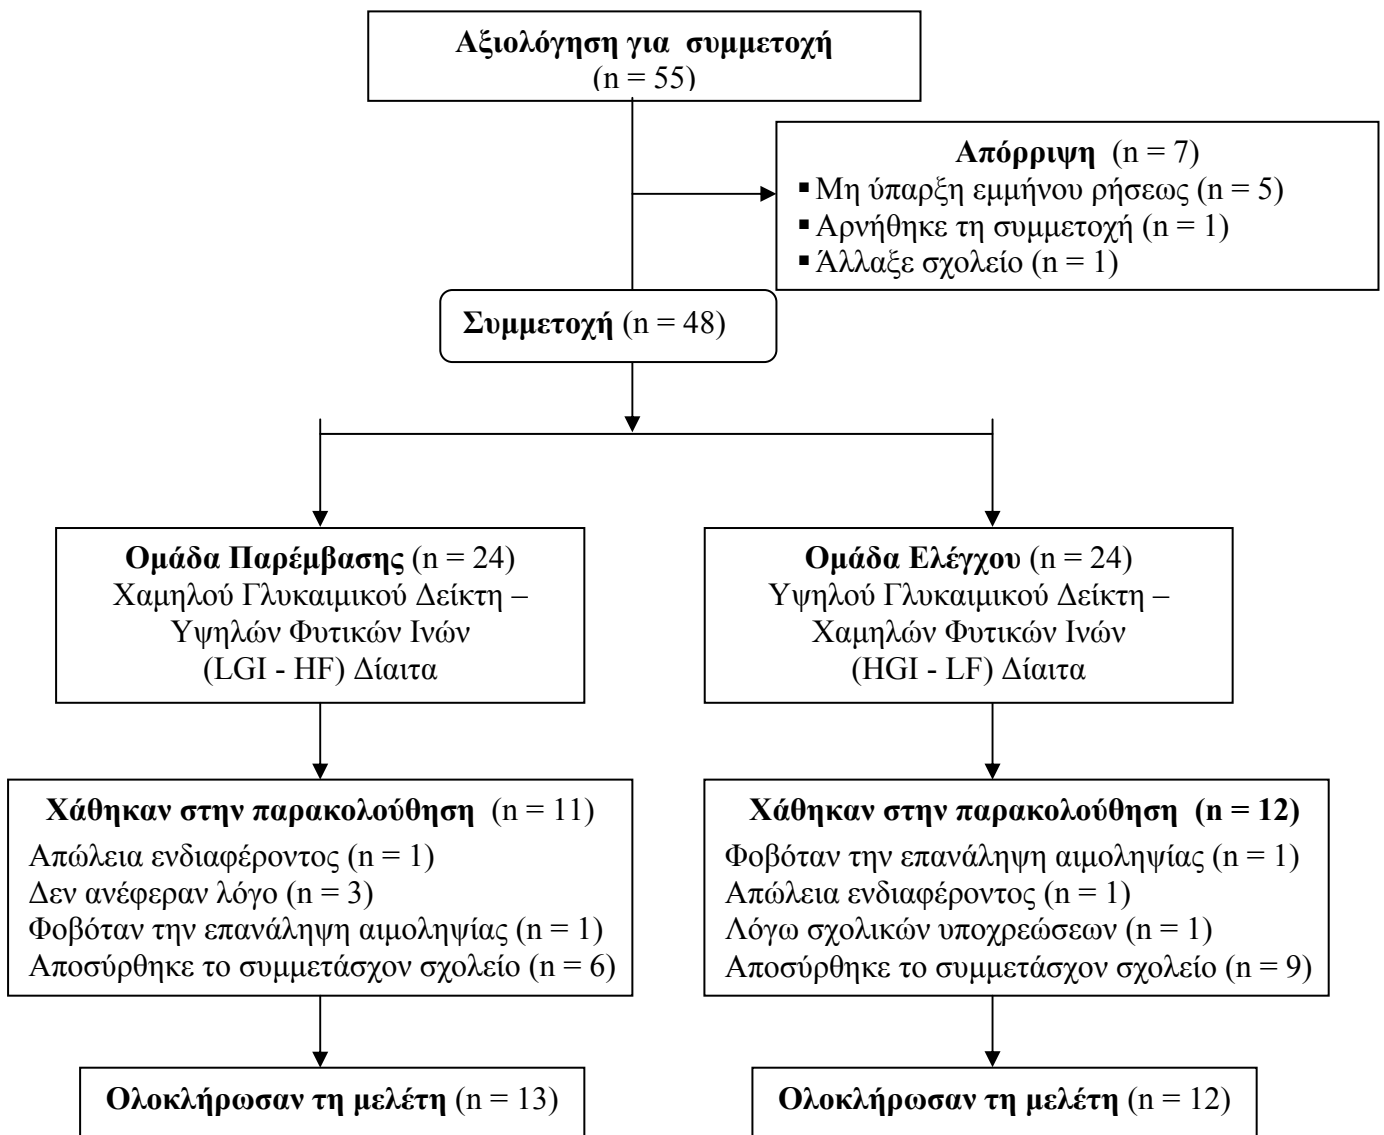 Αξιολόγηση για συμμετοχή
(n = 55)
Απόρριψη (n = 7)
▪ Μη ύπαρξη εμμήνου ρήσεως (n = 5)
▪ Αρνήθηκε τη συμμετοχή (n = 1)
▪ Άλλαξε σχολείο (n = 1)
Συμμετοχή (n = 48)
Ομάδα Παρέμβασης (n = 24)
Χαμηλού Γλυκαιμικού Δείκτη –
Υψηλών Φυτικών Ινών
(LGI - HF) Δίαιτα
Ομάδα Ελέγχου (n = 24)
Υψηλού Γλυκαιμικού Δείκτη –
Χαμηλών Φυτικών Ινών
(HGI - LF) Δίαιτα
Χάθηκαν στην παρακολούθηση (n = 11)
Απώλεια ενδιαφέροντος (n = 1)
Δεν ανέφεραν λόγο (n = 3)
Φοβόταν την επανάληψη αιμοληψίας (n = 1)
Αποσύρθηκε το συμμετάσχον σχολείο (n = 6)
Χάθηκαν στην παρακολούθηση (n = 12)
Φοβόταν την επανάληψη αιμοληψίας (n = 1)
Απώλεια ενδιαφέροντος (n = 1)
Λόγω σχολικών υποχρεώσεων (n = 1)
Αποσύρθηκε το συμμετάσχον σχολείο (n = 9)
Ολοκλήρωσαν τη μελέτη (n = 13)
Ολοκλήρωσαν τη μελέτη (n = 12)